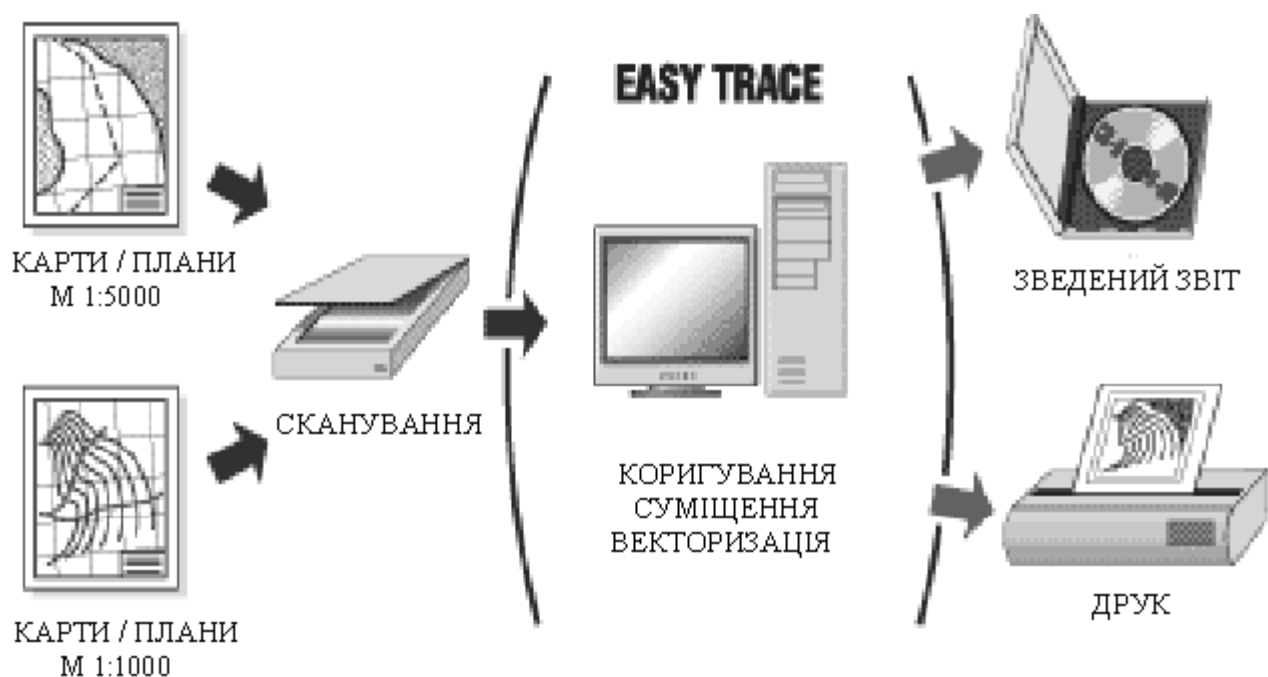 EASY TRACE
КАРТИ / ПЛАНИ
М 1:5000
СКАНУВАННЯ
КОРИГУВАННЯ
СУМІЩЕННЯ
ВЕКТОРИЗАЦІЯ
ЗВЕДЕНИЙ ЗВІТ
ДРУК
КАРТИ / ПЛАНИ
М 1:1000